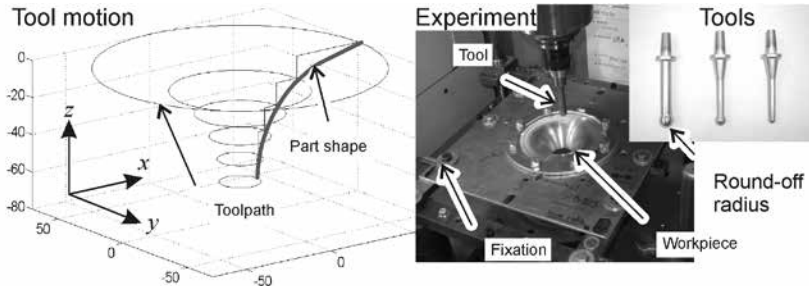 Tool motion
0
-20
-40
-60
-80
z
x
y
50
0
-50
-50
0
50
Part shape
Toolpath
Experiment
Tool
Fixation
Workpiece
Tools
Round-off
radius